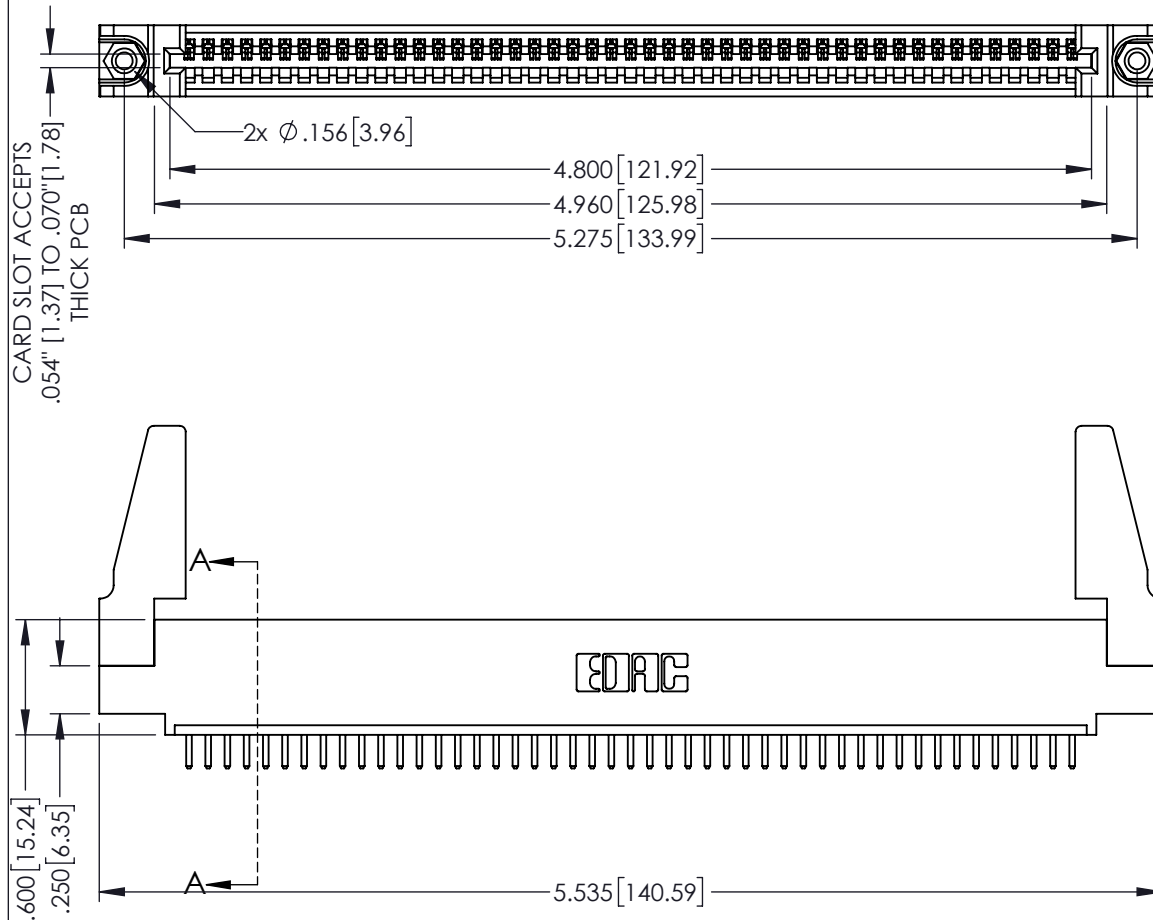 2x Ø.156[3.96]
4.800[121.92]
4.960[125.98]
5.275[133.99]
CARD SLOT ACCEPTS
.054" [1.37] TO .070"[1.78]
THICK PCB
A
EDAC
.600[15.24]
.250[6.35]
A
5.535[140.59]